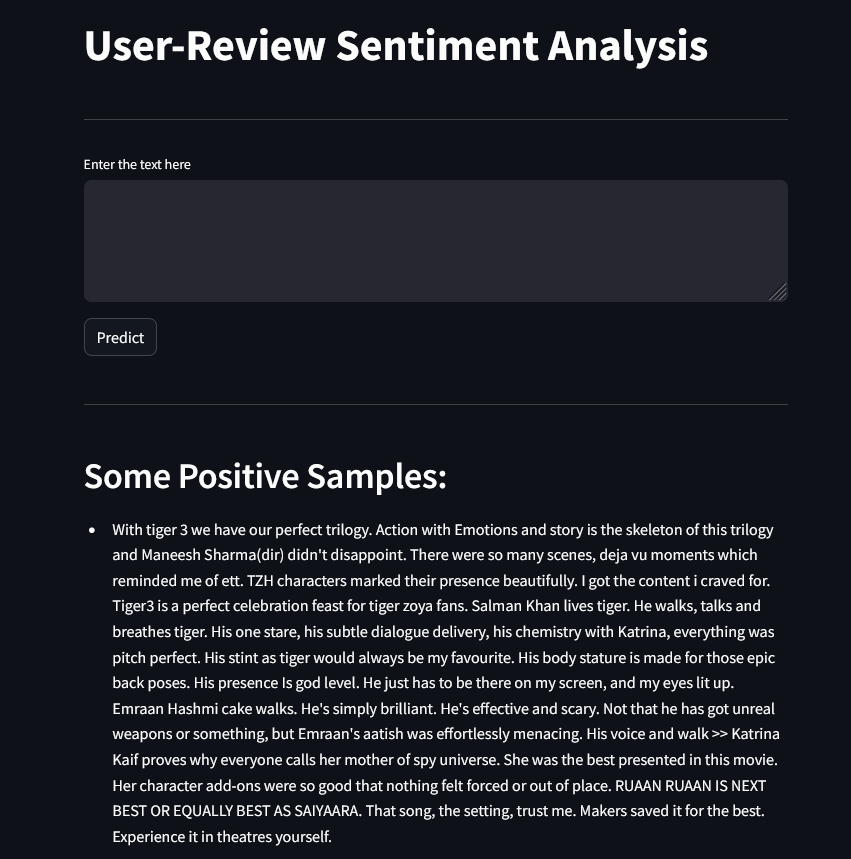 User-Review Sentiment Analysis
Enter the text here
Predict
Some Positive Samples:
With tiger 3 we have our perfect trilogy. Action with Emotions and story is the skeleton of this trilogy
and Maneesh Sharma(dir) didn't disappoint. There were so many scenes, deja vu moments which
reminded me of ett. TZH characters marked their presence beautifully. I got the content i craved for.
Tiger3 is a perfect celebration feast for tiger zoya fans. Salman Khan lives tiger. He walks, talks and
breathes tiger. His one stare, his subtle dialogue delivery, his chemistry with Katrina, everything was
pitch perfect. His stint as tiger would always be my favourite. His body stature is made for those epic
back poses. His presence Is god level. He just has to be there on my screen, and my eyes lit up.
Emraan Hashmi cake walks. He's simply brilliant. He's effective and scary. Not that he has got unreal
weapons or something, but Emraan's aatish was effortlessly menacing. His voice and walk >> Katrina
Kaif proves why everyone calls her mother of spy universe. She was the best presented in this movie.
Her character add-ons were so good that nothing felt forced or out of place. RUAAN RUAAN IS NEXT
BEST OR EQUALLY BEST AS SAIYAARA. That song, the setting, trust me. Makers saved it for the best.
Experience it in theatres yourself.